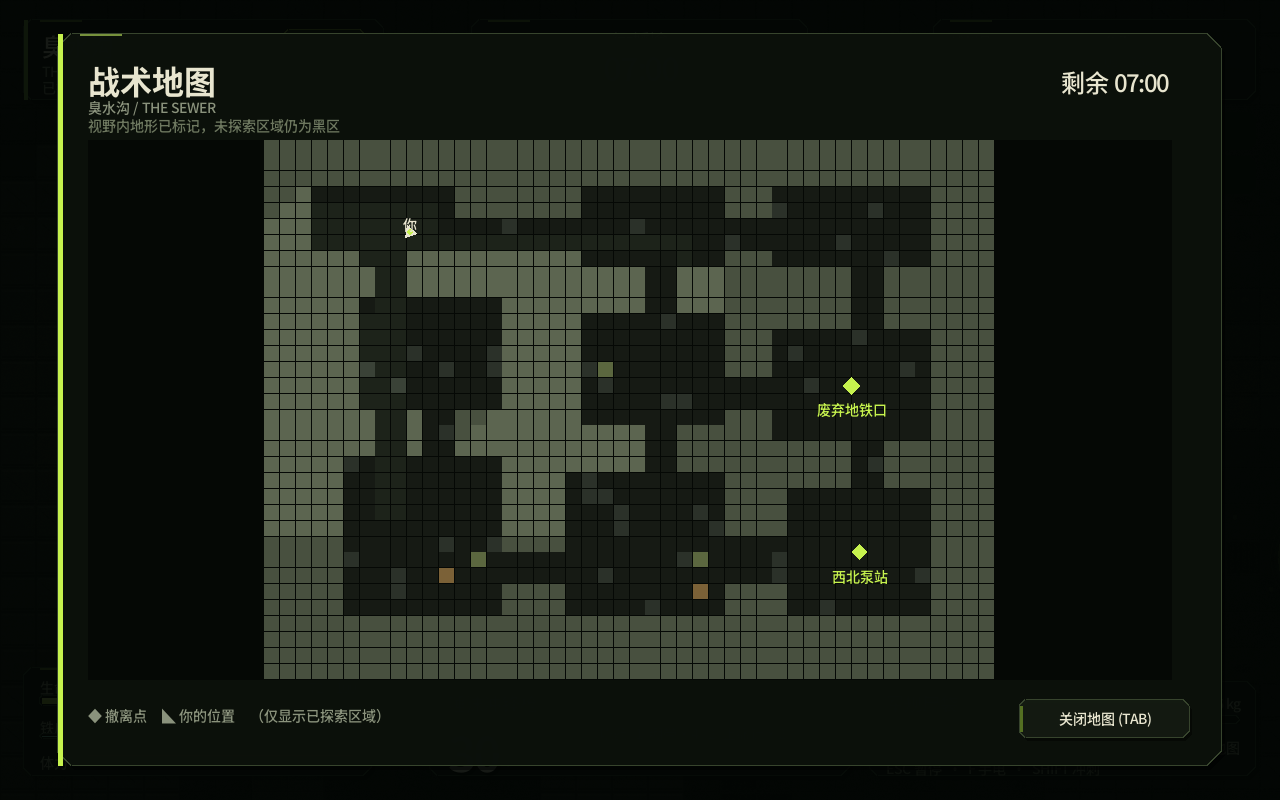 战术地图
剩余 07:00
臭水沟 / THE SEWER
视野内地形已标记，未探索区域仍为黑区
你
废弃地铁口
西北泵站
撤离点 你的位置 （仅显示已探索区域）
关闭地图 (TAB)